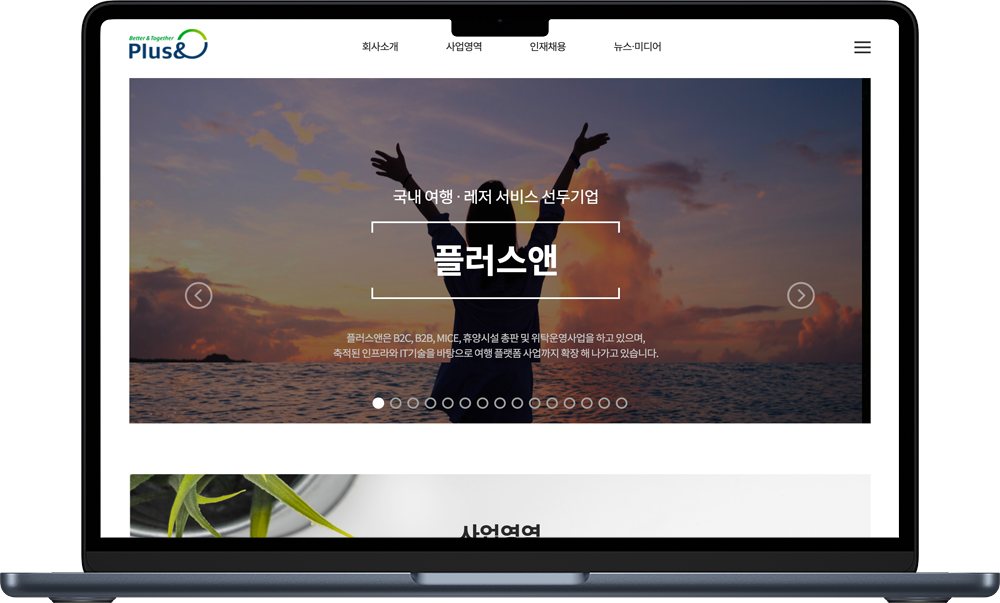 Better & Together
Plus&
회사소개
사업영역
인재채용
뉴스·미디어
국내 여행 · 레저 서비스 선두기업
플러스앤
플러스앤은 B2C, B2B, MICE, 휴양시설 총판 및 위탁운영사업을 하고 있으며,
축적된 인프라와 IT기술을 바탕으로 여행 플랫폼 사업까지 확장 해 나가고 있습니다.
사업영역